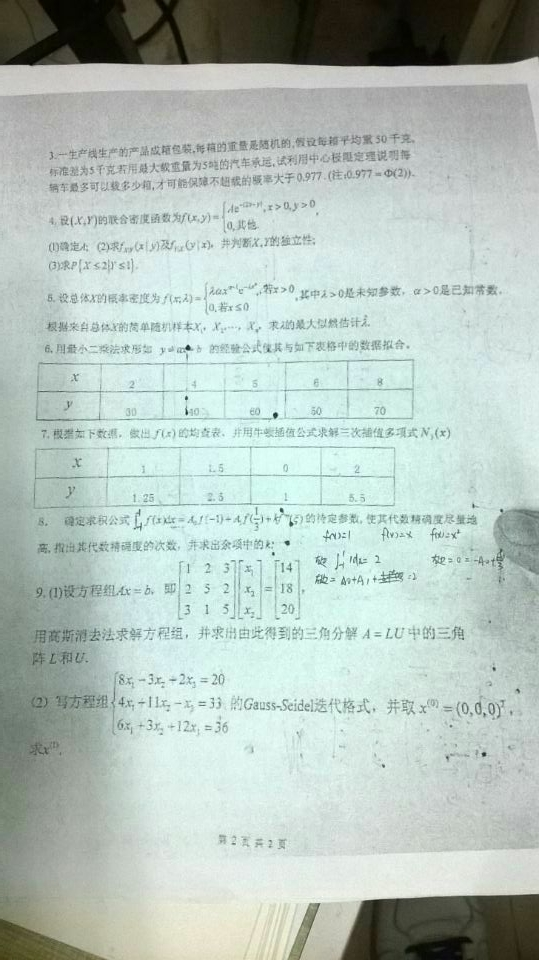 3.一生产线生产的产品成箱包装,每箱的重量是随机的,假设每箱平均重50千克,
标准差为5千克.若用最大载重量为5吨的汽车承运,试利用中心极限定理说明每
辆车最多可以载多少箱,才可能保障不超载的概率大于0.977.(注:0.977=Φ(2)).
4.设(X,Y)的联合密度函数为f(x,y)={Ae^{-(2x+y)},x>0,y>0
0,其他
(1)确定A; (2)求f_{X|Y}(x|y)及f_{Y|X}(y|x),并判断X,Y的独立性;
(3)求P{X≤2|Y≤1}.
5.设总体X的概率密度为f(x;λ)={λαx^{α-1}e^{-λx^α},若x>0 ,其中λ>0是未知参数,α>0是已知常数,
0,若x≤0
根据来自总体X的简单随机样本X₁,X₂,…,Xₙ,求λ的最大似然估计λ̂.
6.用最小二乘法求形如 的经验公式使其与如下表格中的数据拟合。
x 2 4 5 6 8
y 30 40 60 50 70
7.根据如下数据,做出f(x)的均查表,并用牛顿插值公式求解三次插值多项式N₃(x)
x 1 1.5 0 2
y 1.25 2.5 1 5.5
8. 确定求积公式∫₋₁¹f(x)dx=A₀f(-1)+A₁f(1/3)+ 的待定参数,使其代数精确度尽量地
f(x)=1 f(x)=x f(x)=x²
高,指出其代数精确度的次数,并求出余项中的k.
∫₋₁¹1dx=2
=A₀+A₁
9.(1)设方程组Ax=b,即[1 2 3][x₁] [14]
[2 5 2][x₂]=[18],
[3 1 5][x₃] [20]
用高斯消去法求解方程组,并求出由此得到的三角分解A=LU中的三角
阵L和U.
(2) 写方程组{8x₁-3x₂+2x₃=20
4x₁+11x₂-x₃=33 的Gauss-Seidel迭代格式,并取x⁽⁰⁾=(0,0,0)ᵀ,
6x₁+3x₂+12x₃=36
求x⁽¹⁾.
第2页共2页